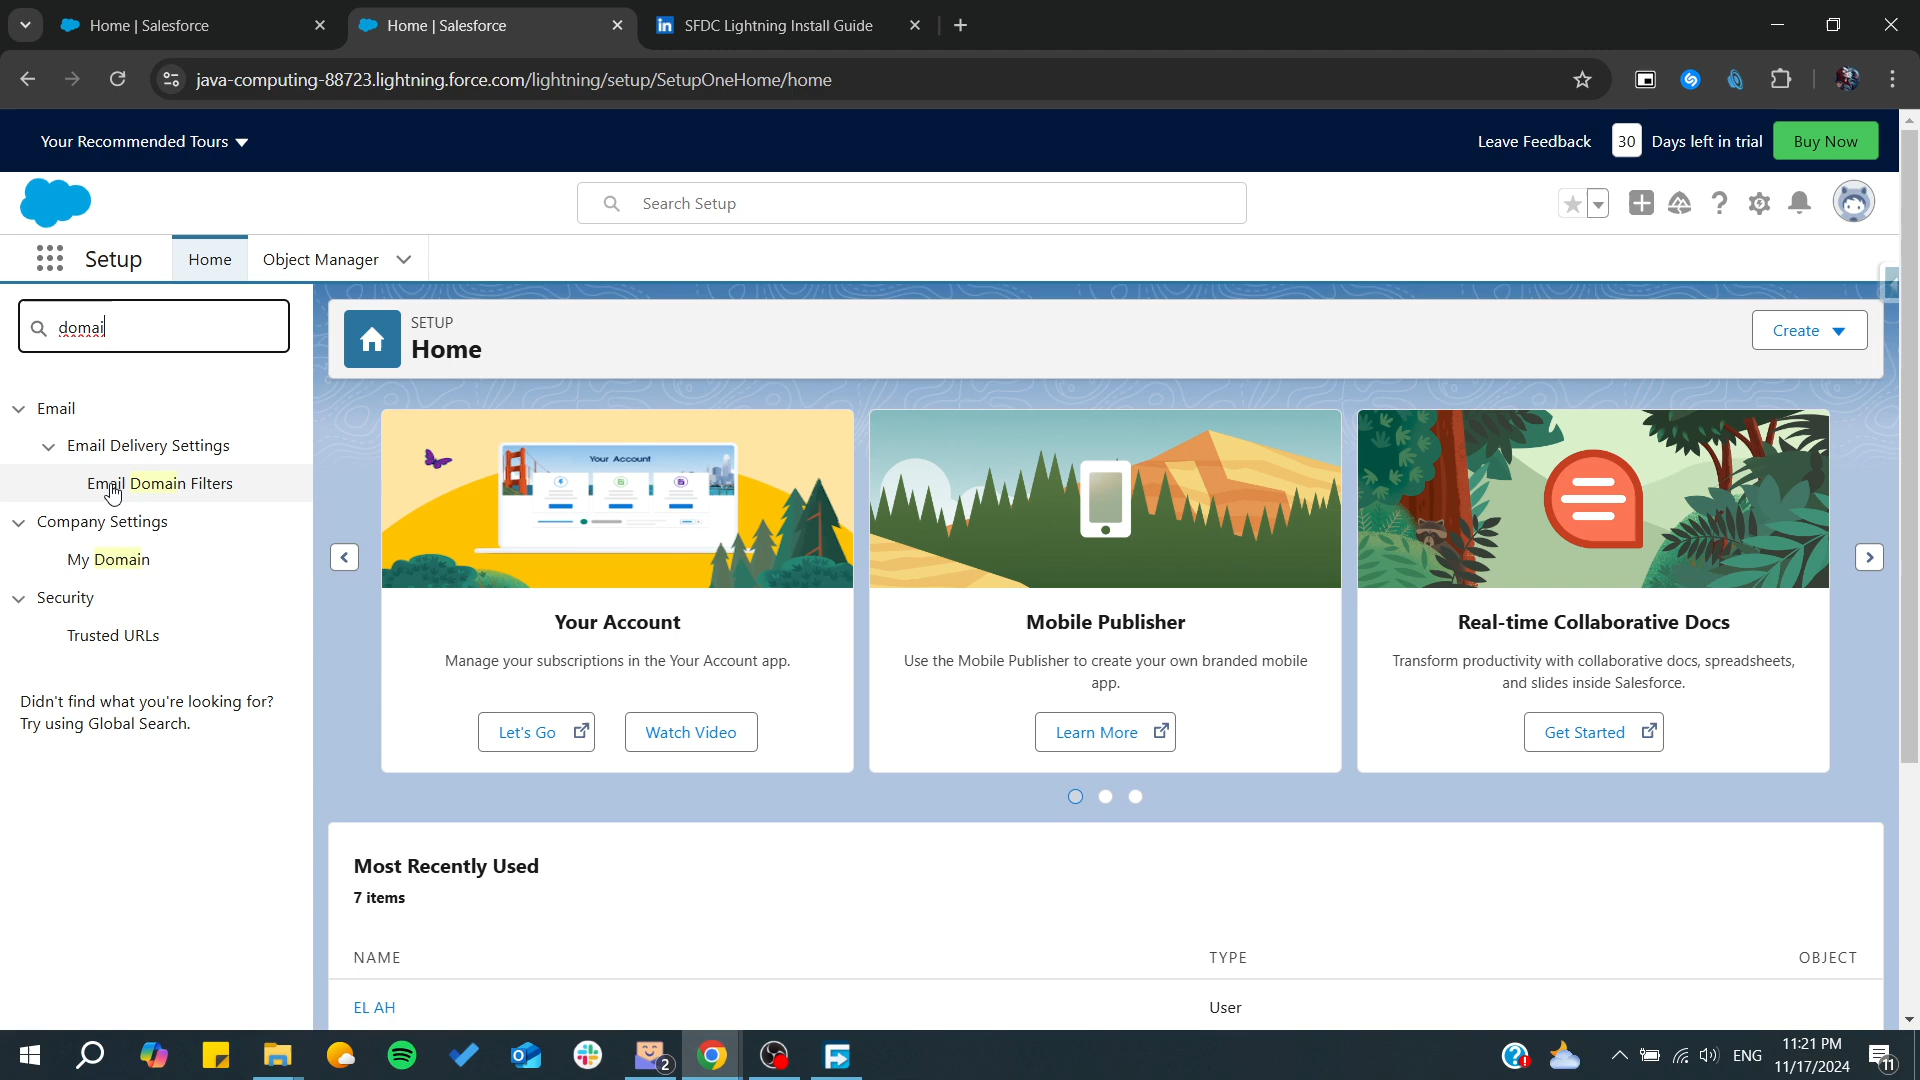 Home | Salesforce
Home | Salesforce
SFDC Lightning Install Guide
java-computing-88723.lightning.force.com/lightning/setup/SetupOneHome/home
Your Recommended Tours
Leave Feedback
30
Days left in trial
Buy Now
Search Setup
Setup
Home
Object Manager
domai
SETUP
Home
Create
Email
Email Delivery Settings
Email Domain Filters
Company Settings
My Domain
Security
Trusted URLs
Didn't find what you're looking for?
Try using Global Search.
Your Account
Your Account
Manage your subscriptions in the Your Account app.
Let's Go
Watch Video
Mobile Publisher
Use the Mobile Publisher to create your own branded mobile
app.
Learn More
Real-time Collaborative Docs
Transform productivity with collaborative docs, spreadsheets,
and slides inside Salesforce.
Get Started
Most Recently Used
7 items
NAME
TYPE
OBJECT
EL AH
User
2
ENG
11:21 PM
11/17/2024
11